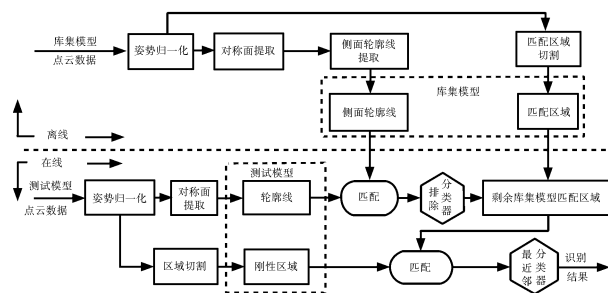 库集模型
点云数据
姿势归一化
对称面提取
侧面轮廓线
提取
匹配区域
切割
库集模型
侧面轮廓线
匹配区域
离线
在线
测试模型
点云数据
姿势归一化
对称面
提取
测试模型
轮廓线
匹配
排除
分类器
剩余库集模型匹配区域
区域切割
刚性区域
匹配
最近邻
分类器
识别
结果